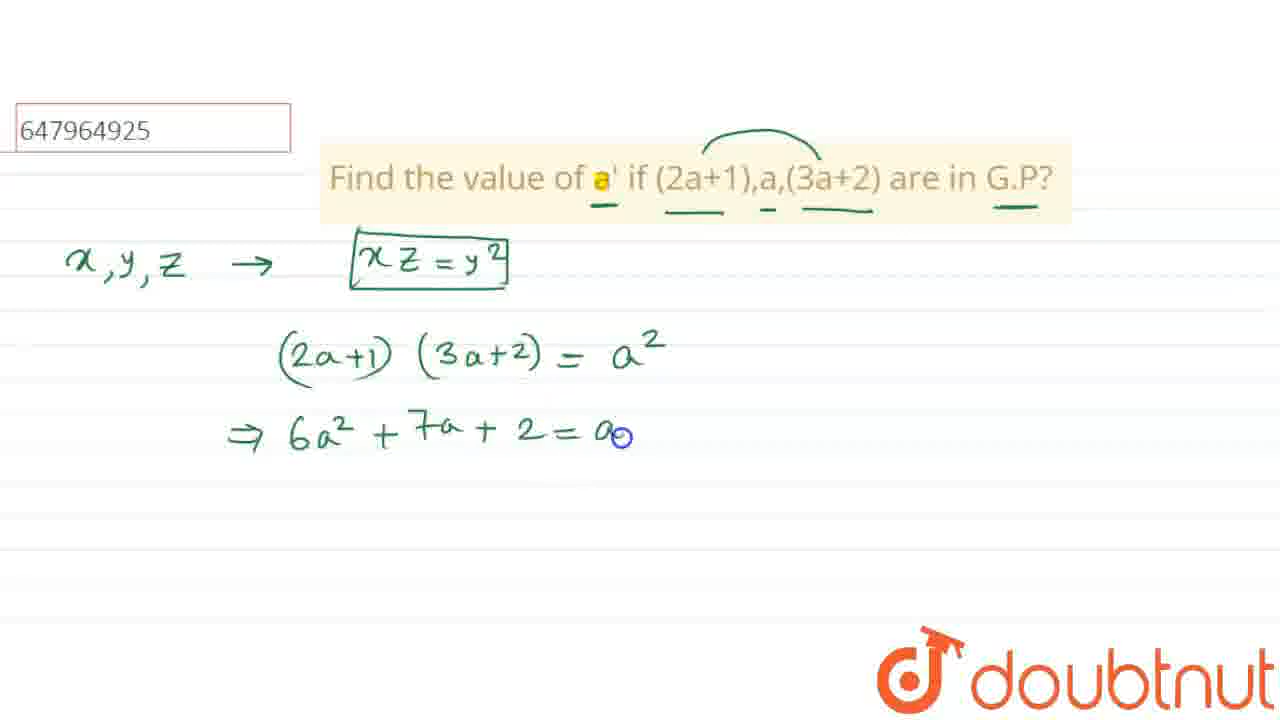 647964925
Find the value of a' if (2a+1),a,(3a+2) are in G.P?
x,y,z → xz=y²
(2a+1) (3a+2) = a²
⇒ 6a² + 7a + 2 = a
doubtnut